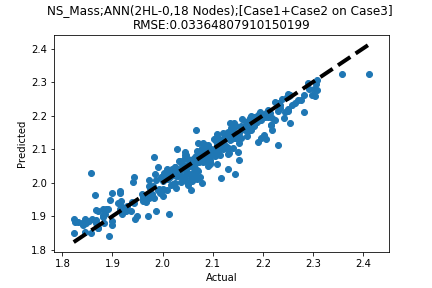 NS_Mass;ANN(2HL-0,18 Nodes);[Case1+Case2 on Case3]
RMSE:0.03364807910150199
2.4
2.3
2.2
2.1
2.0
1.9
1.8
Predicted
1.8 1.9 2.0 2.1 2.2 2.3 2.4
Actual